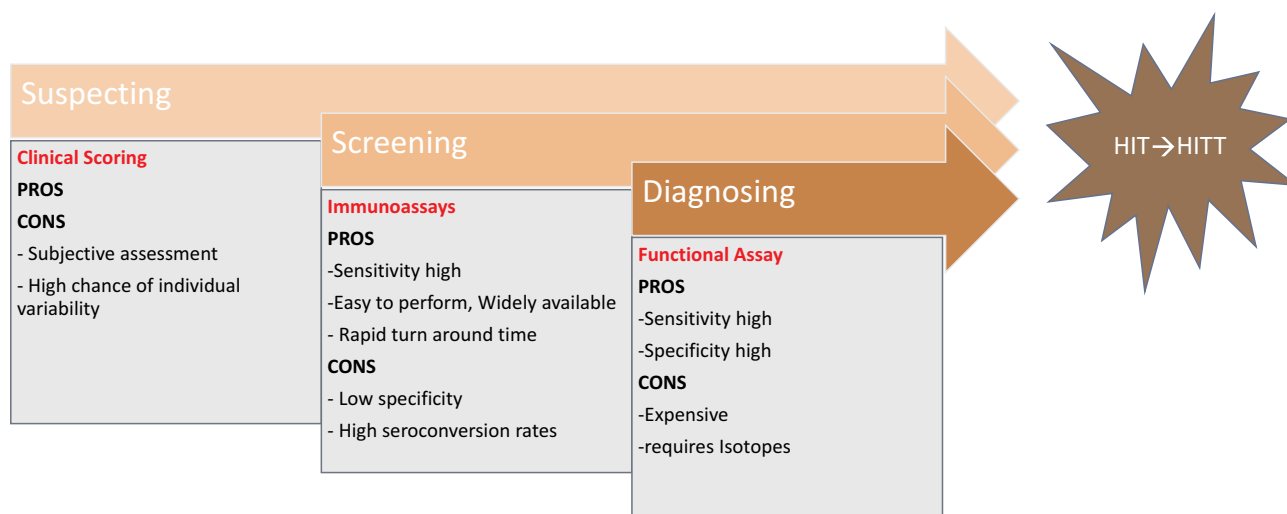 Suspecting
Clinical Scoring
PROS
CONS
- Subjective assessment
- High chance of individual
variability
Screening
Immunoassays
PROS
-Sensitivity high
-Easy to perform, Widely available
- Rapid turn around time
CONS
- Low specificity
- High seroconversion rates
Diagnosing
Functional Assay
PROS
-Sensitivity high
-Specificity high
CONS
-Expensive
-requires Isotopes
HIT→HITT